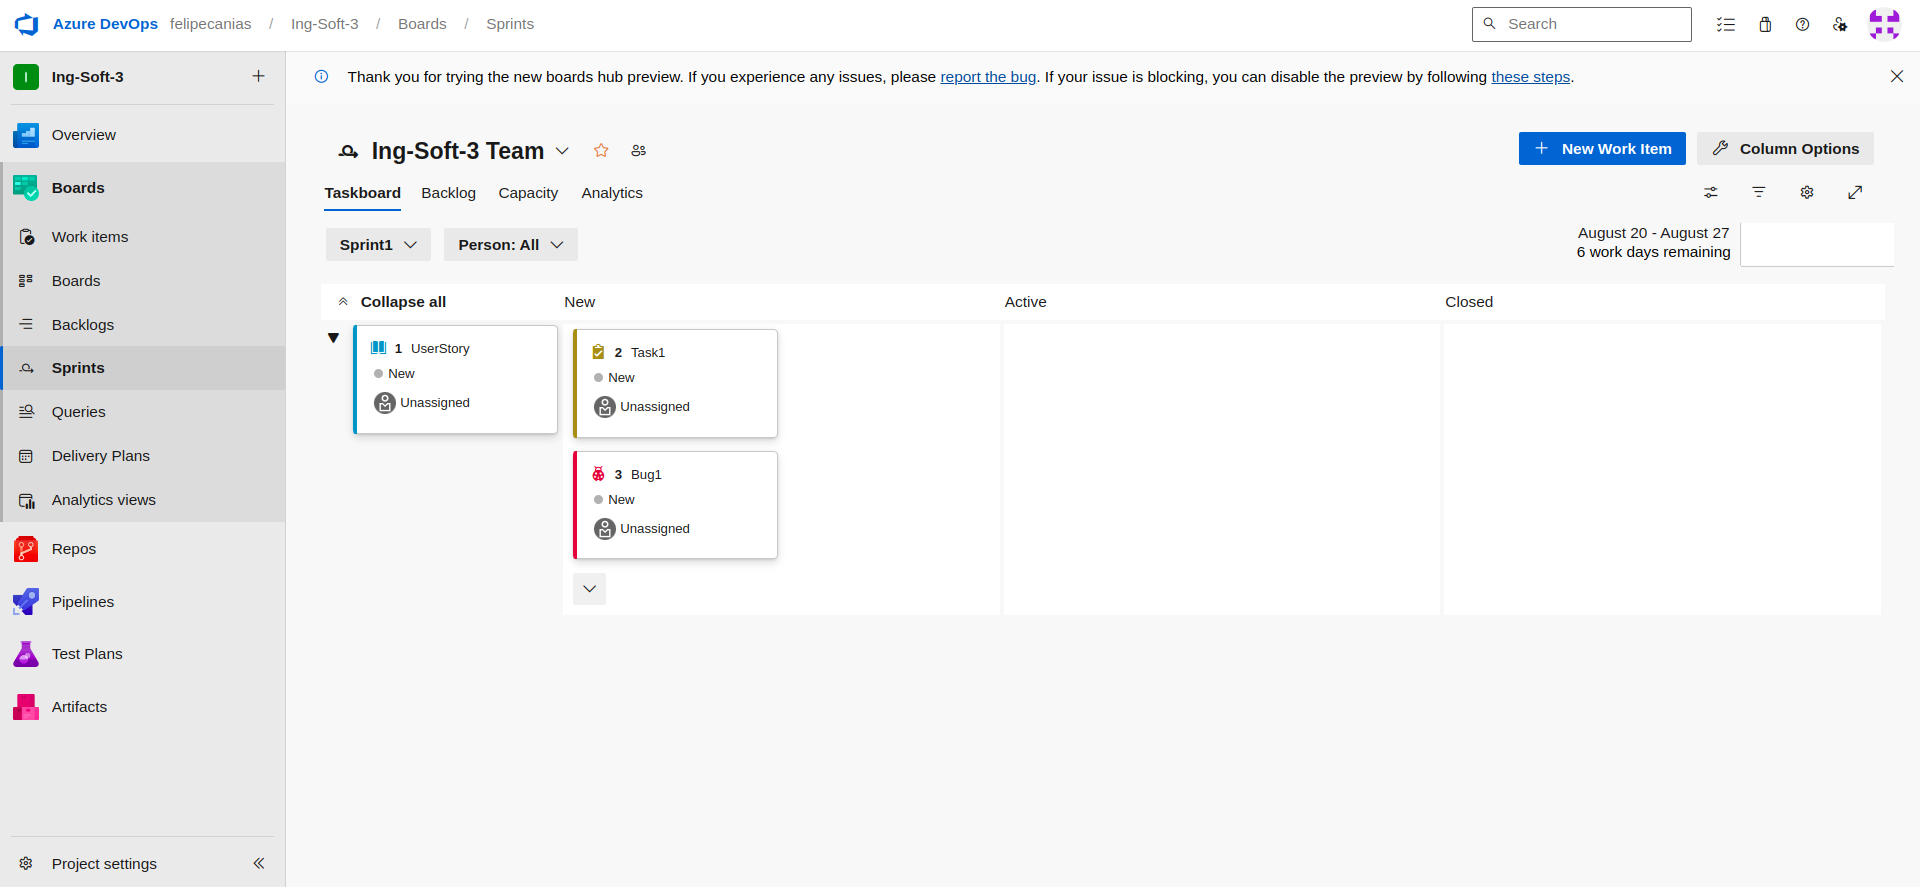 Azure DevOps felipecanias / Ing-Soft-3 / Boards / Sprints Search
I Ing-Soft-3
Thank you for trying the new boards hub preview. If you experience any issues, please report the bug. If your issue is blocking, you can disable the preview by following these steps.
Overview
Boards
Work items
Boards
Backlogs
Sprints
Queries
Delivery Plans
Analytics views
Repos
Pipelines
Test Plans
Artifacts
Project settings
Ing-Soft-3 Team
New Work Item Column Options
Taskboard Backlog Capacity Analytics
Sprint1 Person: All
August 20 - August 27
6 work days remaining
Collapse all New Active Closed
1 UserStory
New
Unassigned
2 Task1
New
Unassigned
3 Bug1
New
Unassigned